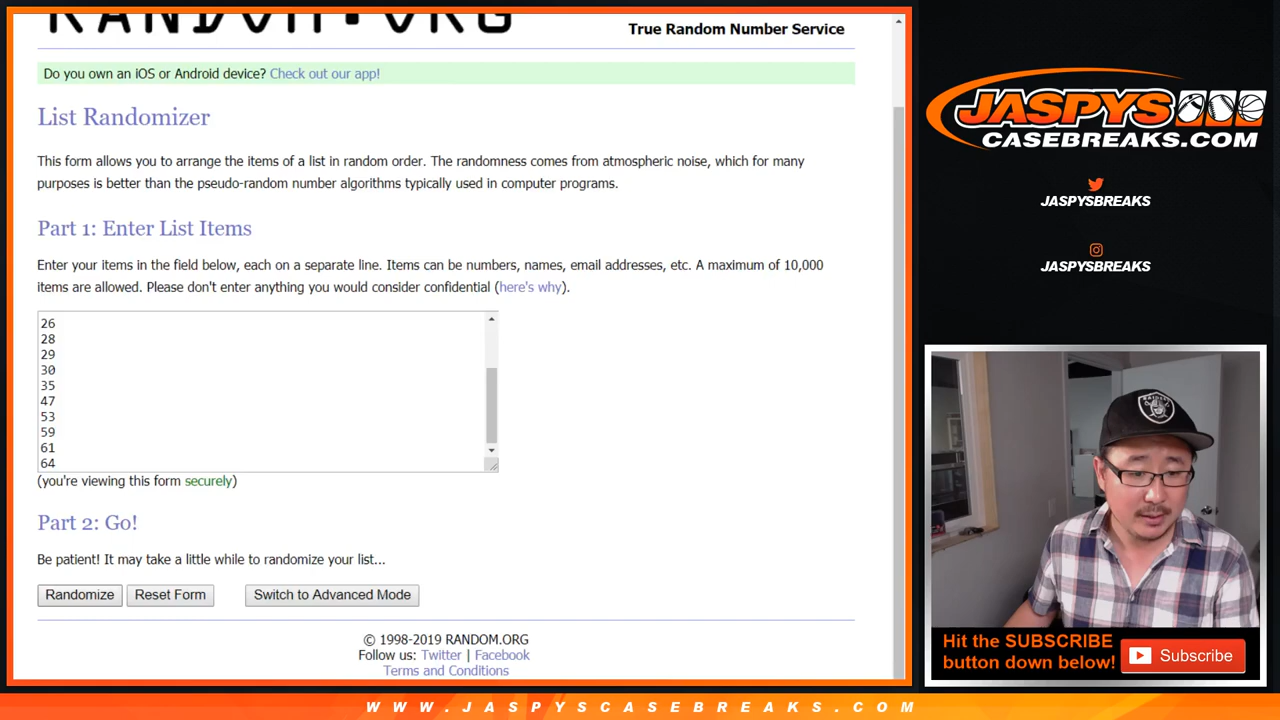 RANDOM.ORG
True Random Number Service
Do you own an iOS or Android device? Check out our app!
List Randomizer
This form allows you to arrange the items of a list in random order. The randomness comes from atmospheric noise, which for many
purposes is better than the pseudo-random number algorithms typically used in computer programs.
Part 1: Enter List Items
Enter your items in the field below, each on a separate line. Items can be numbers, names, email addresses, etc. A maximum of 10,000
items are allowed. Please don't enter anything you would consider confidential (here's why).
26
28
29
30
35
47
53
59
61
64
(you're viewing this form securely)
Part 2: Go!
Be patient! It may take a little while to randomize your list...
Randomize
Reset Form
Switch to Advanced Mode
© 1998-2019 RANDOM.ORG
Follow us: Twitter | Facebook
Terms and Conditions
JASPYS
CASEBREAKS.COM
JASPYSBREAKS
JASPYSBREAKS
RAIDERS
Hit the SUBSCRIBE
button down below!
Subscribe
WWW.JASPYSCASEBREAKS.COM